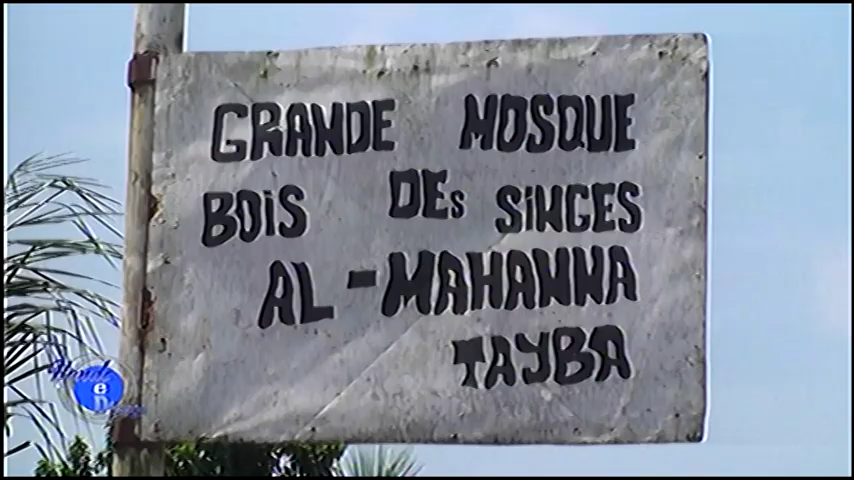 GRANDE MOSQUE
BOIS DES SINGES
AL-MAHANNA
TAYBA